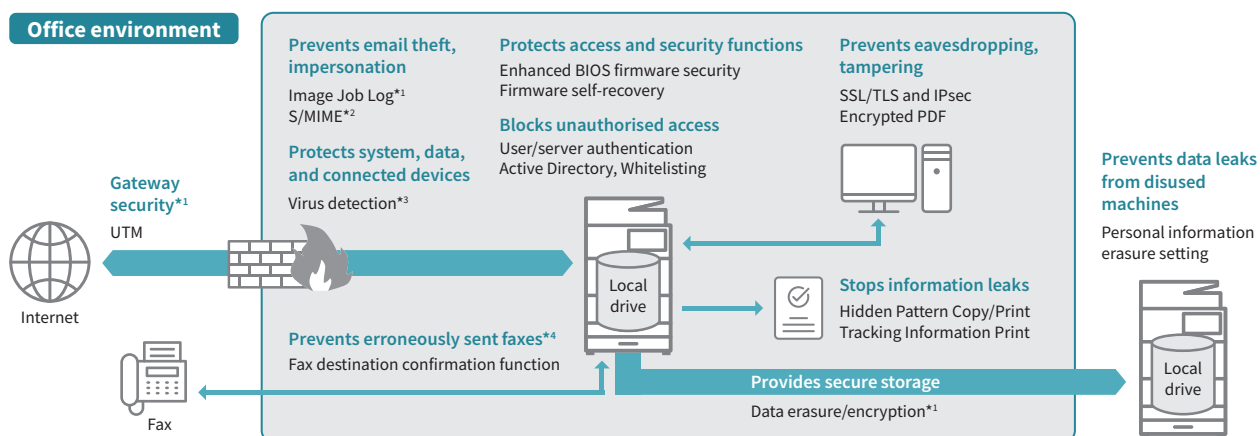 Office environment
Prevents email theft,
impersonation
Image Job Log*1
S/MIME*2
Protects system, data,
and connected devices
Virus detection*3
Protects access and security functions
Enhanced BIOS firmware security
Firmware self-recovery
Blocks unauthorised access
User/server authentication
Active Directory, Whitelisting
Prevents eavesdropping,
tampering
SSL/TLS and IPsec
Encrypted PDF
Gateway
security*1
UTM
Internet
Local
drive
Stops information leaks
Hidden Pattern Copy/Print
Tracking Information Print
Prevents data leaks
from disused
machines
Personal information
erasure setting
Prevents erroneously sent faxes*4
Fax destination confirmation function
Fax
Provides secure storage
Data erasure/encryption*1
Local
drive